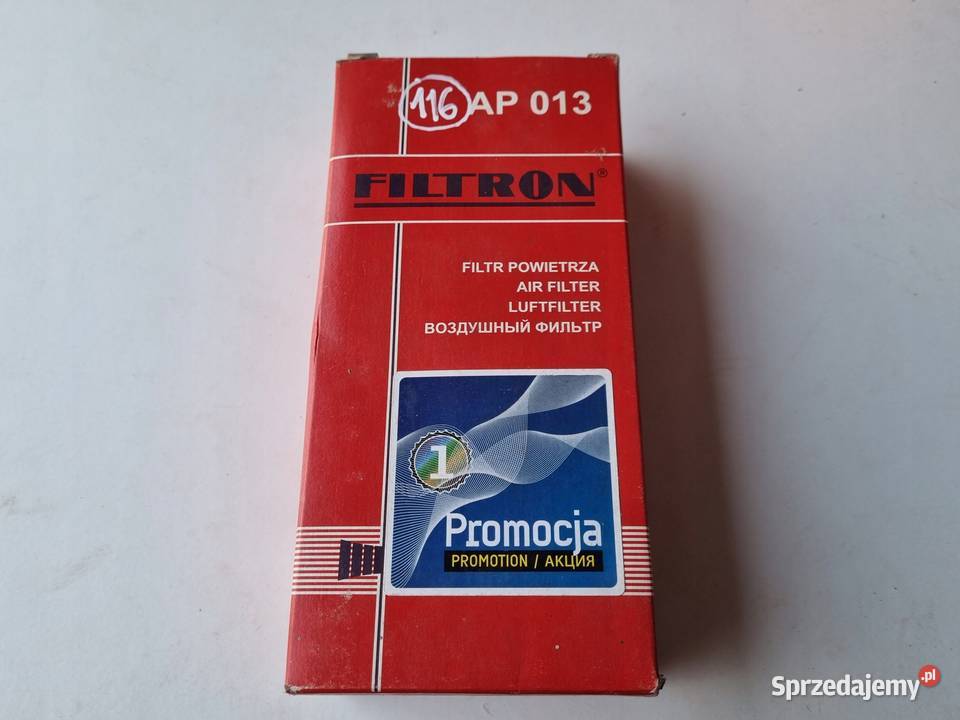 116 AP 013
FILTRON®
FILTR POWIETRZA
AIR FILTER
LUFTFILTER
ВОЗДУШНЫЙ ФИЛЬТР
1
Promocja
PROMOTION / АКЦИЯ
Sprzedajemy.pl